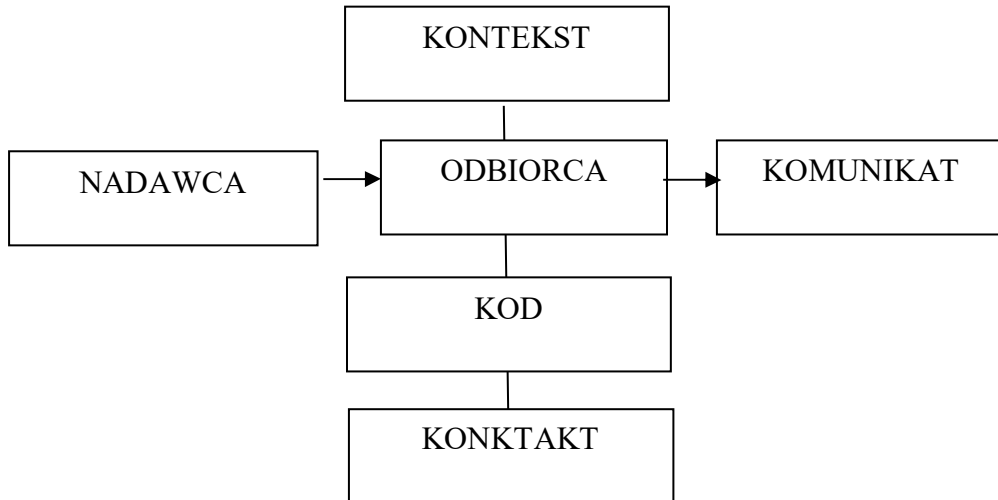 KONTEKST
NADAWCA
ODBIORCA
KOMUNIKAT
KOD
KONKTAKT